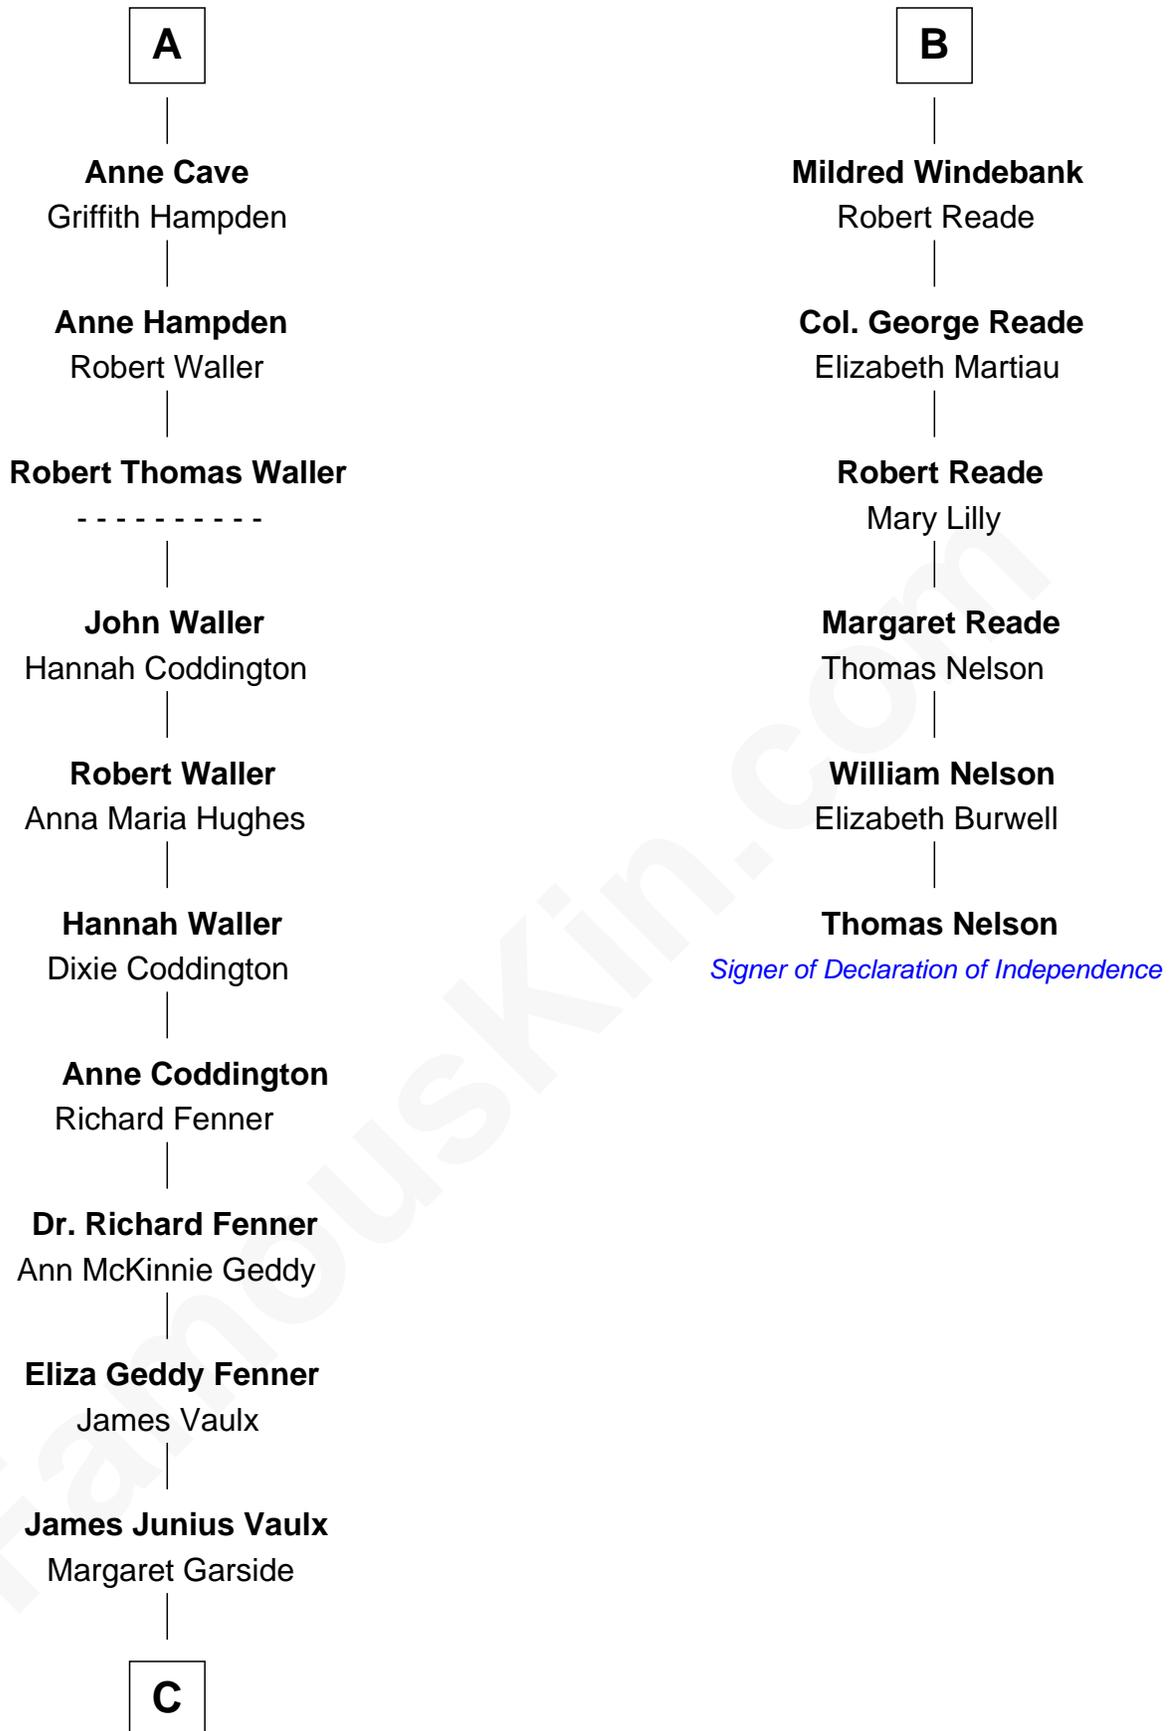 A
Anne Cave
Griffith Hampden
Anne Hampden
Robert Waller
Robert Thomas Waller
- - - - - - - - - -
John Waller
Hannah Coddington
Robert Waller
Anna Maria Hughes
Hannah Waller
Dixie Coddington
Anne Coddington
Richard Fenner
Dr. Richard Fenner
Ann McKinnie Geddy
Eliza Geddy Fenner
James Vaulx
James Junius Vaulx
Margaret Garside
C
B
Mildred Windebank
Robert Reade
Col. George Reade
Elizabeth Martiau
Robert Reade
Mary Lilly
Margaret Reade
Thomas Nelson
William Nelson
Elizabeth Burwell
Thomas Nelson
Signer of Declaration of Independence
FamousKin.com